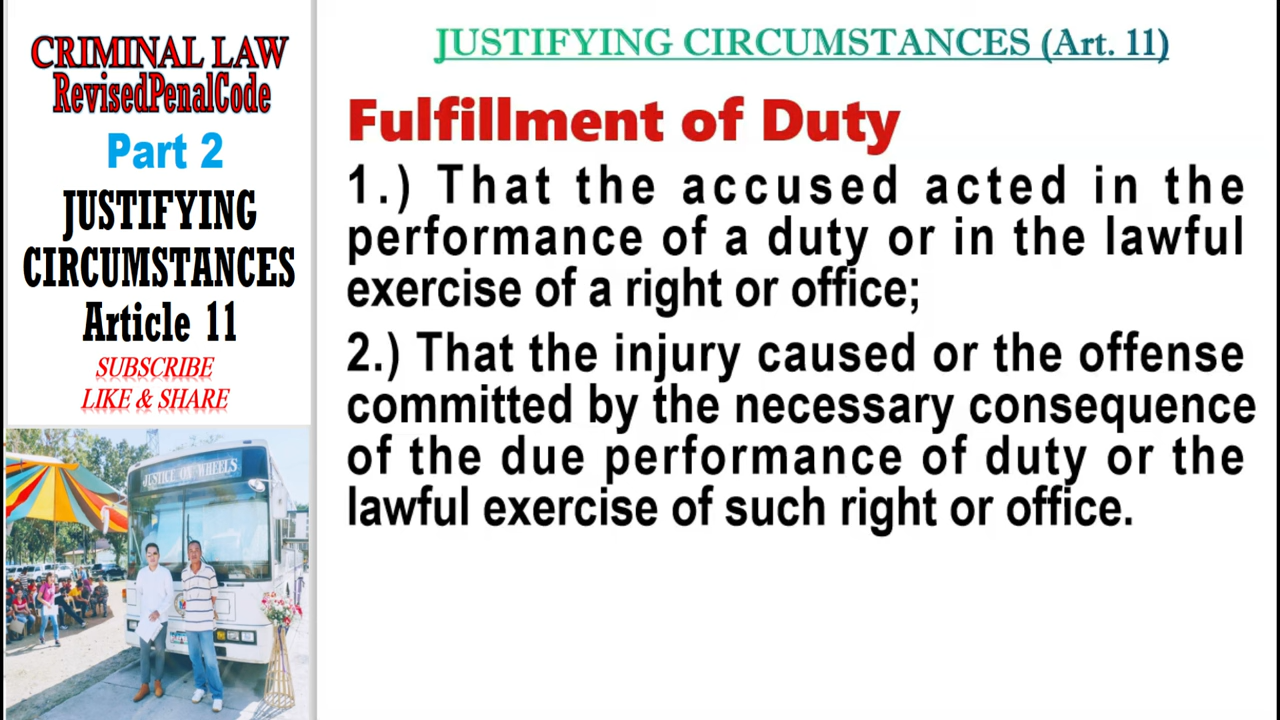 CRIMINAL LAW
RevisedPenalCode
Part 2
JUSTIFYING
CIRCUMSTANCES
Article 11
SUBSCRIBE
LIKE & SHARE
JUSTICE ON WHEELS
JUSTIFYING CIRCUMSTANCES (Art. 11)
Fulfillment of Duty
1.) That the accused acted in the
performance of a duty or in the lawful
exercise of a right or office;
2.) That the injury caused or the offense
committed by the necessary consequence
of the due performance of duty or the
lawful exercise of such right or office.